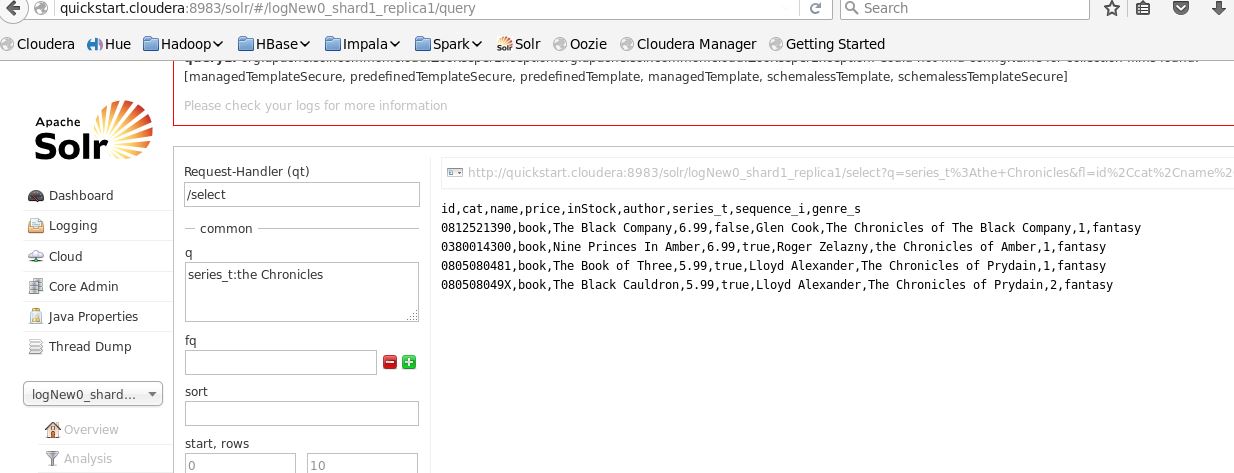 quickstart.cloudera:8983/solr/#/logNew0_shard1_replica1/query
Search
Cloudera Hue Hadoop HBase Impala Spark Solr Oozie Cloudera Manager Getting Started
[managedTemplateSecure, predefinedTemplateSecure, predefinedTemplate, managedTemplate, schemalessTemplate, schemalessTemplateSecure]
Please check your logs for more information
Apache
Solr
Dashboard
Logging
Cloud
Core Admin
Java Properties
Thread Dump
logNew0_shard...
Overview
Analysis
Request-Handler (qt)
/select
common
q
series_t:the Chronicles
fq
sort
start, rows
0
10
http://quickstart.cloudera:8983/solr/logNew0_shard1_replica1/select?q=series_t%3Athe+Chronicles&fl=id%2Ccat%2Cname%2
id,cat,name,price,inStock,author,series_t,sequence_i,genre_s
0812521390,book,The Black Company,6.99,false,Glen Cook,The Chronicles of The Black Company,1,fantasy
0380014300,book,Nine Princes In Amber,6.99,true,Roger Zelazny,the Chronicles of Amber,1,fantasy
0805080481,book,The Book of Three,5.99,true,Lloyd Alexander,The Chronicles of Prydain,1,fantasy
080508049X,book,The Black Cauldron,5.99,true,Lloyd Alexander,The Chronicles of Prydain,2,fantasy